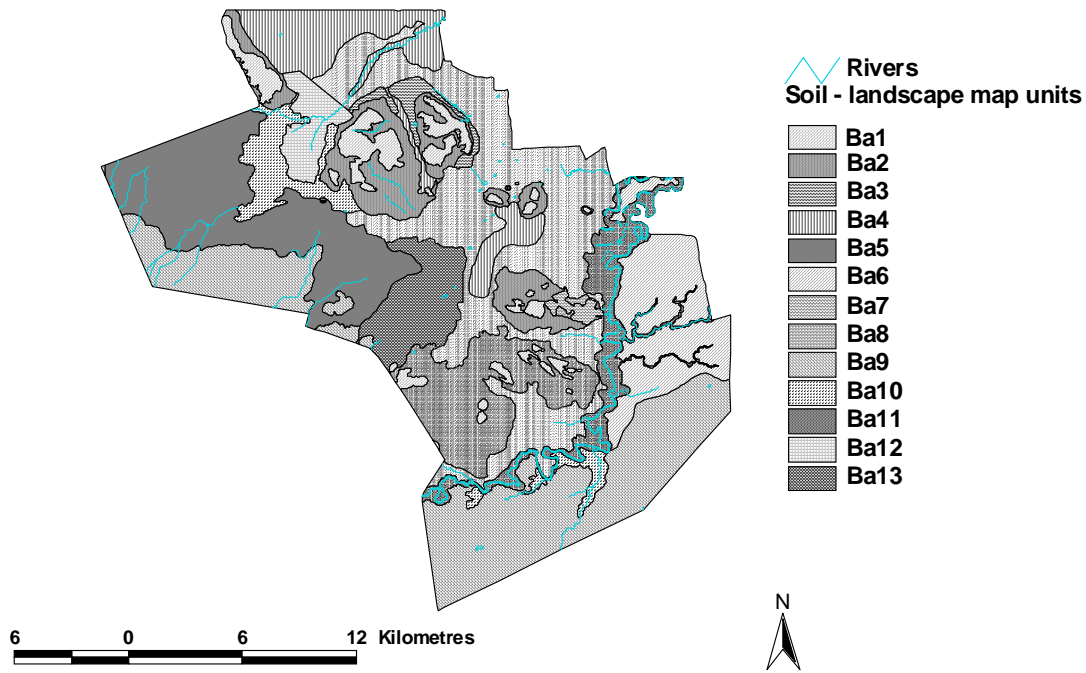 Rivers
Soil - landscape map units
Ba1
Ba2
Ba3
Ba4
Ba5
Ba6
Ba7
Ba8
Ba9
Ba10
Ba11
Ba12
Ba13
N
6 0 6 12 Kilometres